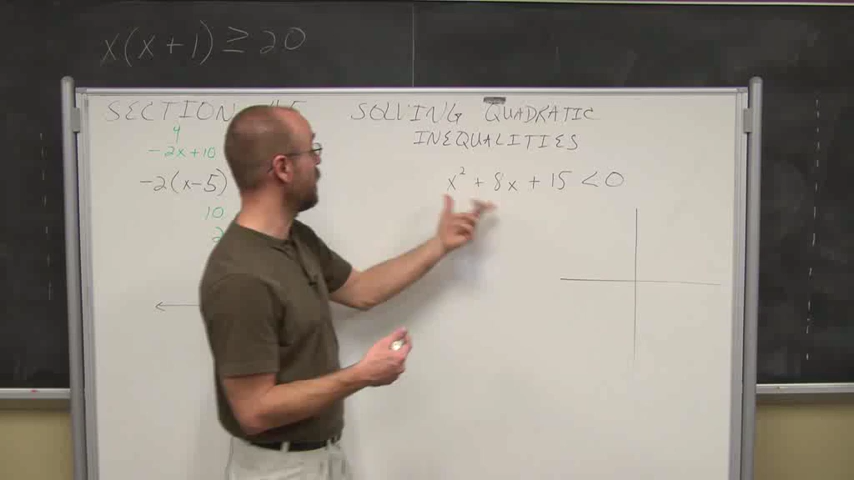 x(x+1) ≥ 20
SECTION
SOLVING QUADRATIC
INEQUALITIES
-2x+10
-2(x-5)
x² + 8x + 15 < 0
10